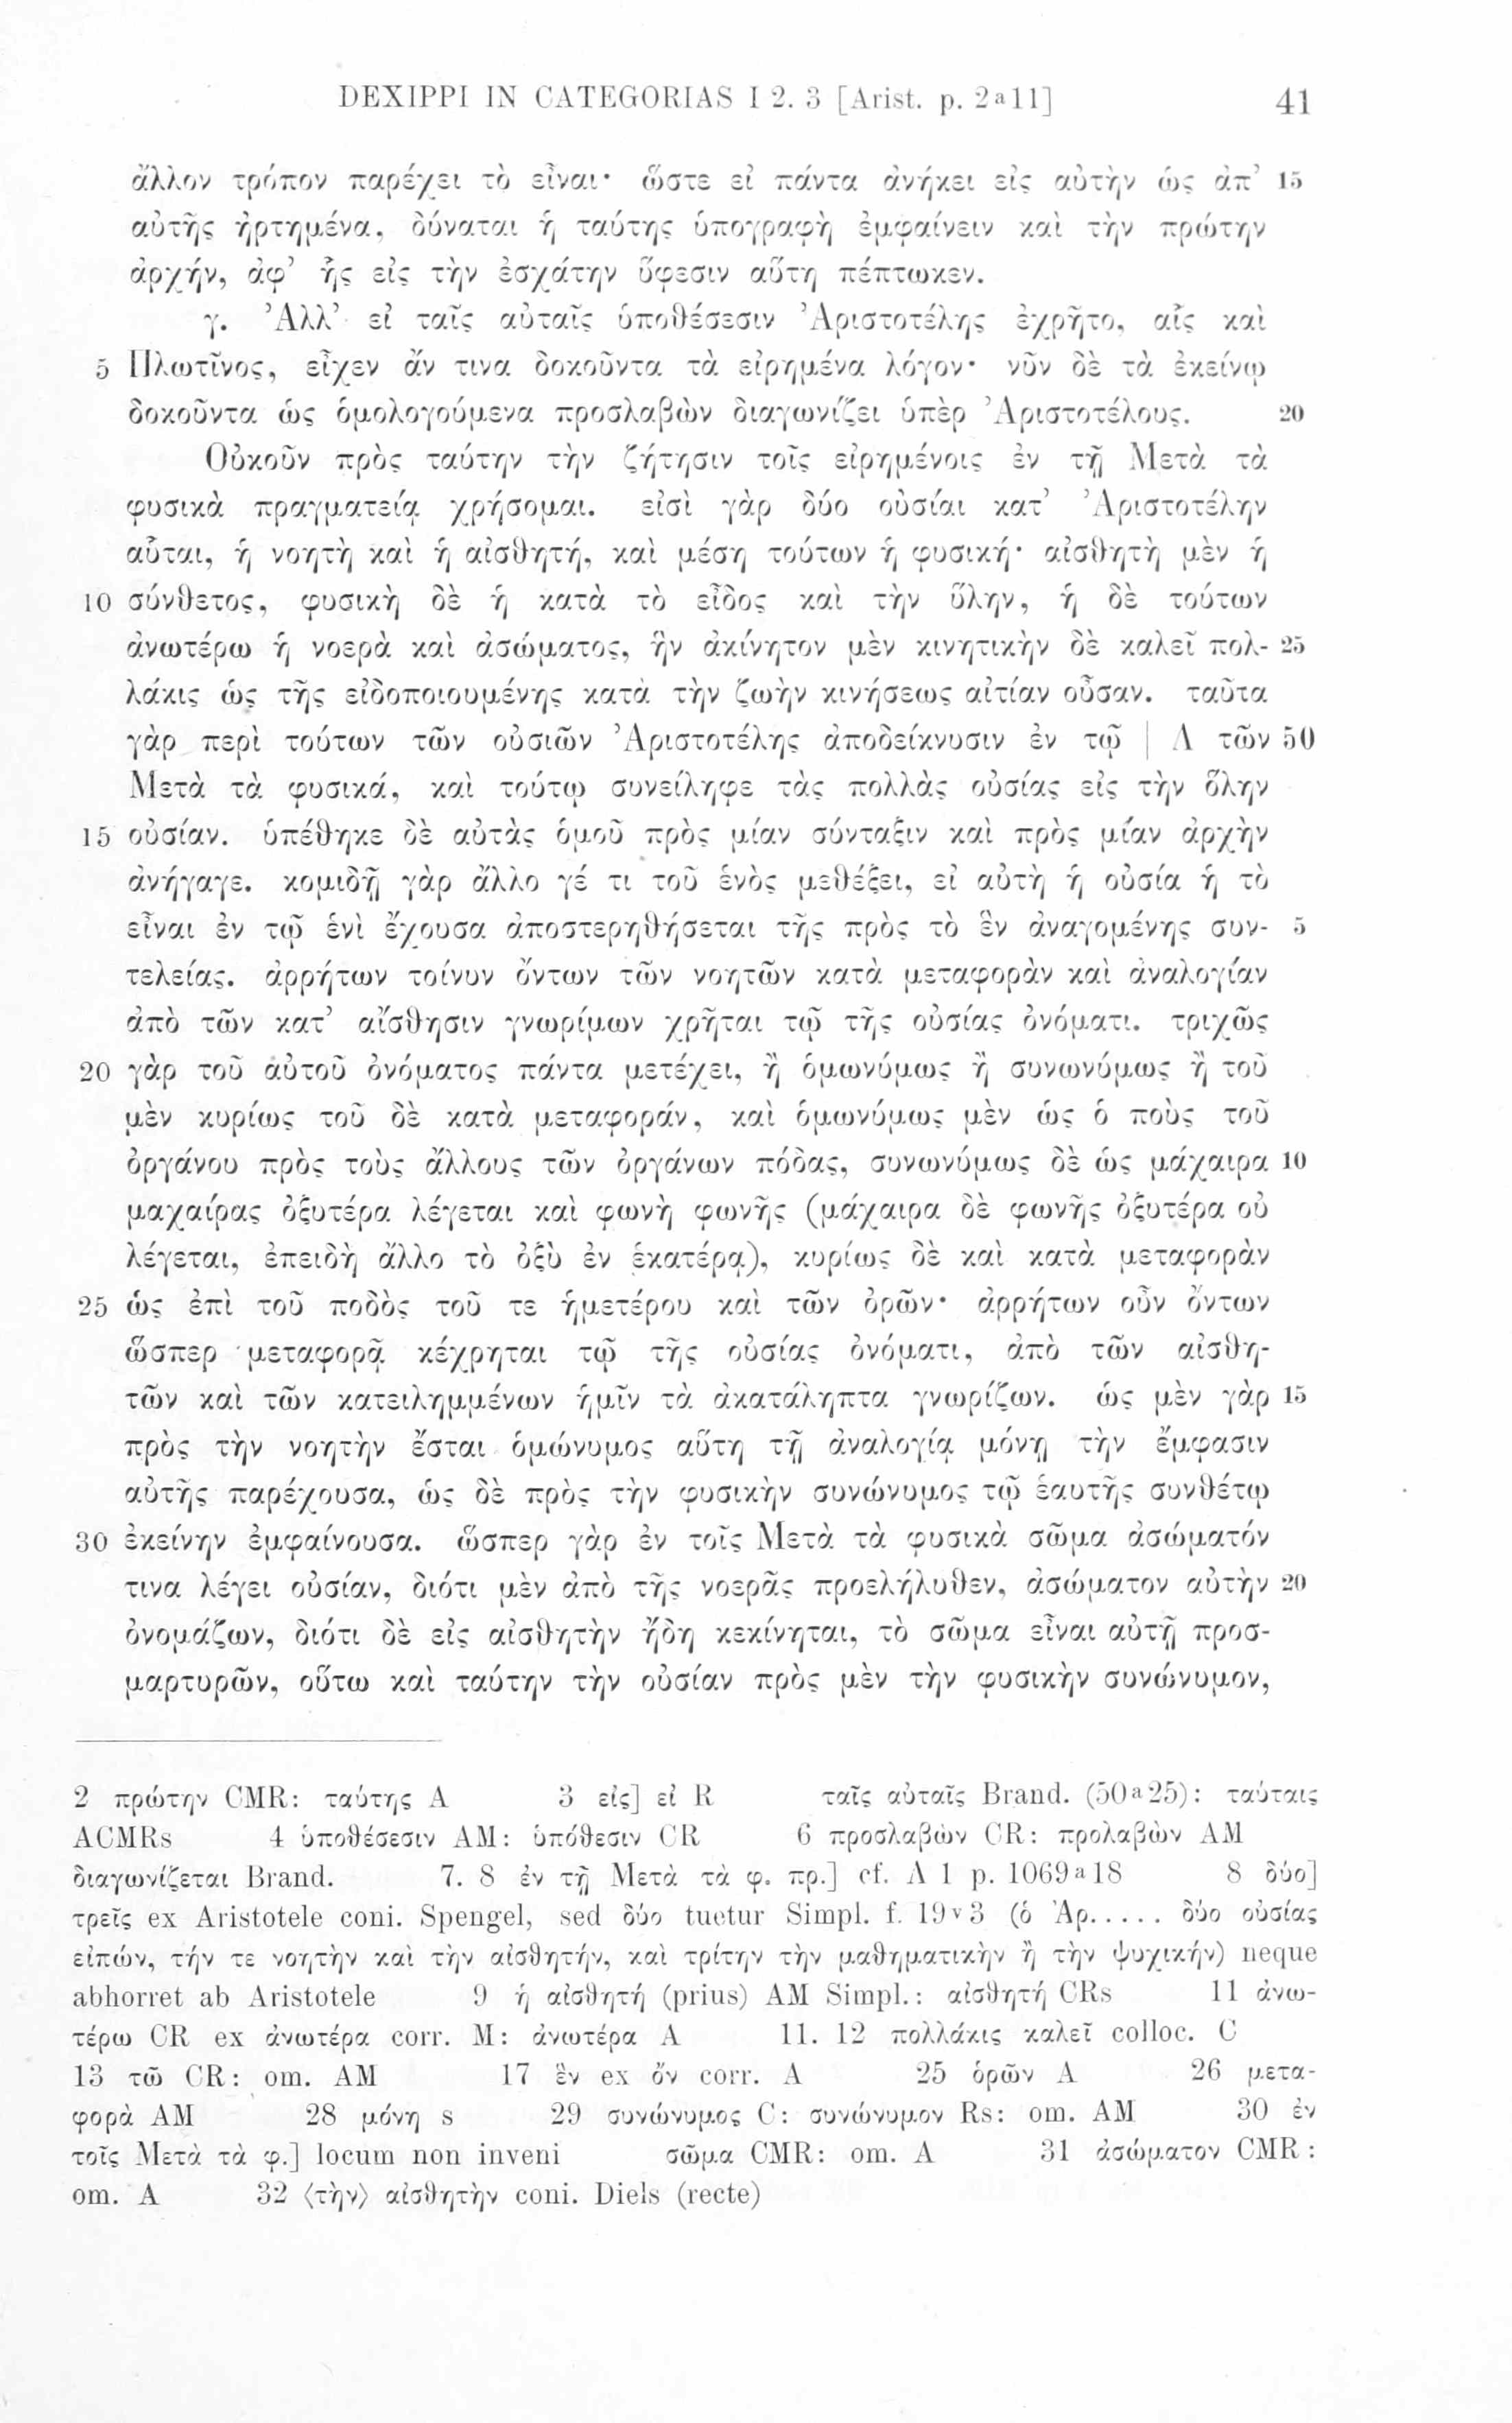 DEXIPPI IN CATEGORIAS I 2. 3 [Arist. p. 2a11] 41
ἄλλον τρόπον παρέχει τὸ εἶναι· ὥστε εἰ πάντα ἀνήκει εἰς αὐτὴν ὡς ἀπ’ 15
αὐτῆς ἠρτημένα, δύναται ἡ ταύτης ὑπογραφὴ ἐμφαίνειν καὶ τὴν πρώτην
ἀρχήν, ἀφ’ ἧς εἰς τὴν ἐσχάτην ὕφεσιν αὕτη πέπτωκεν.
γ. Ἀλλ’ εἰ ταῖς αὐταῖς ὑποθέσεσιν Ἀριστοτέλης ἐχρῆτο, αἷς καὶ
5 Πλωτῖνος, εἶχεν ἄν τινα δοκοῦντα τὰ εἰρημένα λόγον· νῦν δὲ τὰ ἐκείνῳ
δοκοῦντα ὡς ὁμολογούμενα προσλαβὼν διαγωνίζει ὑπὲρ Ἀριστοτέλους. 20
Οὐκοῦν πρὸς ταύτην τὴν ζήτησιν τοῖς εἰρημένοις ἐν τῇ Μετὰ τὰ
φυσικὰ πραγματείᾳ χρήσομαι. εἰσὶ γὰρ δύο οὐσίαι κατ’ Ἀριστοτέλην
αὗται, ἡ νοητὴ καὶ ἡ αἰσθητή, καὶ μέση τούτων ἡ φυσική· αἰσθητὴ μὲν ἡ
10 σύνθετος, φυσικὴ δὲ ἡ κατὰ τὸ εἶδος καὶ τὴν ὕλην, ἡ δὲ τούτων
ἀνωτέρω ἡ νοερὰ καὶ ἀσώματος, ἣν ἀκίνητον μὲν κινητικὴν δὲ καλεῖ πολ- 25
λάκις ὡς τῆς εἰδοποιουμένης κατὰ τὴν ζωὴν κινήσεως αἰτίαν οὖσαν. ταῦτα
γὰρ περὶ τούτων τῶν οὐσιῶν Ἀριστοτέλης ἀποδείκνυσιν ἐν τῷ | Λ τῶν 50
Μετὰ τὰ φυσικά, καὶ τούτῳ συνείληφε τὰς πολλὰς οὐσίας εἰς τὴν ὅλην
15 οὐσίαν. ὑπέθηκε δὲ αὐτὰς ὁμοῦ πρὸς μίαν σύνταξιν καὶ πρὸς μίαν ἀρχὴν
ἀνήγαγε. κομιδῇ γὰρ ἄλλο γέ τι τοῦ ἑνὸς μεθέξει, εἰ αὐτὴ ἡ οὐσία ἡ τὸ
εἶναι ἐν τῷ ἑνὶ ἔχουσα ἀποστερηθήσεται τῆς πρὸς τὸ ἓν ἀναγομένης συν- 5
τελείας. ἀρρήτων τοίνυν ὄντων τῶν νοητῶν κατὰ μεταφορὰν καὶ ἀναλογίαν
ἀπὸ τῶν κατ’ αἴσθησιν γνωρίμων χρῆται τῷ τῆς οὐσίας ὀνόματι. τριχῶς
20 γὰρ τοῦ αὐτοῦ ὀνόματος πάντα μετέχει, ἢ ὁμωνύμως ἢ συνωνύμως ἢ τοῦ
μὲν κυρίως τοῦ δὲ κατὰ μεταφοράν, καὶ ὁμωνύμως μὲν ὡς ὁ ποὺς τοῦ
ὀργάνου πρὸς τοὺς ἄλλους τῶν ὀργάνων πόδας, συνωνύμως δὲ ὡς μάχαιρα 10
μαχαίρας ὀξυτέρα λέγεται καὶ φωνὴ φωνῆς (μάχαιρα δὲ φωνῆς ὀξυτέρα οὐ
λέγεται, ἐπειδὴ ἄλλο τὸ ὀξὺ ἐν ἑκατέρᾳ), κυρίως δὲ καὶ κατὰ μεταφορὰν
25 ὡς ἐπὶ τοῦ ποδὸς τοῦ τε ἡμετέρου καὶ τῶν ὀρῶν· ἀρρήτων οὖν ὄντων
ὥσπερ μεταφορᾷ κέχρηται τῷ τῆς οὐσίας ὀνόματι, ἀπὸ τῶν αἰσθη-
τῶν καὶ τῶν κατειλημμένων ἡμῖν τὰ ἀκατάληπτα γνωρίζων. ὡς μὲν γὰρ 15
πρὸς τὴν νοητὴν ἔσται ὁμώνυμος αὕτη τῇ ἀναλογίᾳ μόνῃ τὴν ἔμφασιν
αὐτῆς παρέχουσα, ὡς δὲ πρὸς τὴν φυσικὴν συνώνυμος τῷ ἑαυτῆς συνθέτῳ
30 ἐκείνην ἐμφαίνουσα. ὥσπερ γὰρ ἐν τοῖς Μετὰ τὰ φυσικὰ σῶμα ἀσώματόν
τινα λέγει οὐσίαν, διότι μὲν ἀπὸ τῆς νοερᾶς προελήλυθεν, ἀσώματον αὐτὴν 20
ὀνομάζων, διότι δὲ εἰς αἰσθητὴν ἤδη κεκίνηται, τὸ σῶμα εἶναι αὐτῇ προσ-
μαρτυρῶν, οὕτω καὶ ταύτην τὴν οὐσίαν πρὸς μὲν τὴν φυσικὴν συνώνυμον,
2 πρώτην CMR: ταύτης A 3 εἰς] εἰ R ταῖς αὐταῖς Brand. (50a25): ταύταις
ACMRs 4 ὑποθέσεσιν AM: ὑπόθεσιν CR 6 προσλαβὼν CR: προλαβὼν AM
διαγωνίζεται Brand. 7. 8 ἐν τῇ Μετὰ τὰ φ. πρ.] cf. Λ 1 p. 1069a18 8 δύο]
τρεῖς ex Aristotele coni. Spengel, sed δύο tuetur Simpl. f. 19v3 (ὁ Ἀρ..... δύο οὐσίας
εἰπών, τήν τε νοητὴν καὶ τὴν αἰσθητήν, καὶ τρίτην τὴν μαθηματικὴν ἢ τὴν ψυχικήν) neque
abhorret ab Aristotele 9 ἡ αἰσθητή (prius) AM Simpl.: αἰσθητή CRs 11 ἀνω-
τέρω CR ex ἀνωτέρα corr. M: ἀνωτέρα A 11. 12 πολλάκις καλεῖ colloc. C
13 τῶ CR: om. AM 17 ἓν ex ὄν corr. A 25 ὁρῶν A 26 μετα-
φορὰ AM 28 μόνη s 29 συνώνυμος C: συνώνυμον Rs: om. AM 30 ἐν
τοῖς Μετὰ τὰ φ.] locum non inveni σῶμα CMR: om. A 31 ἀσώματον CMR:
om. A 32 ⟨τὴν⟩ αἰσθητὴν coni. Diels (recte)